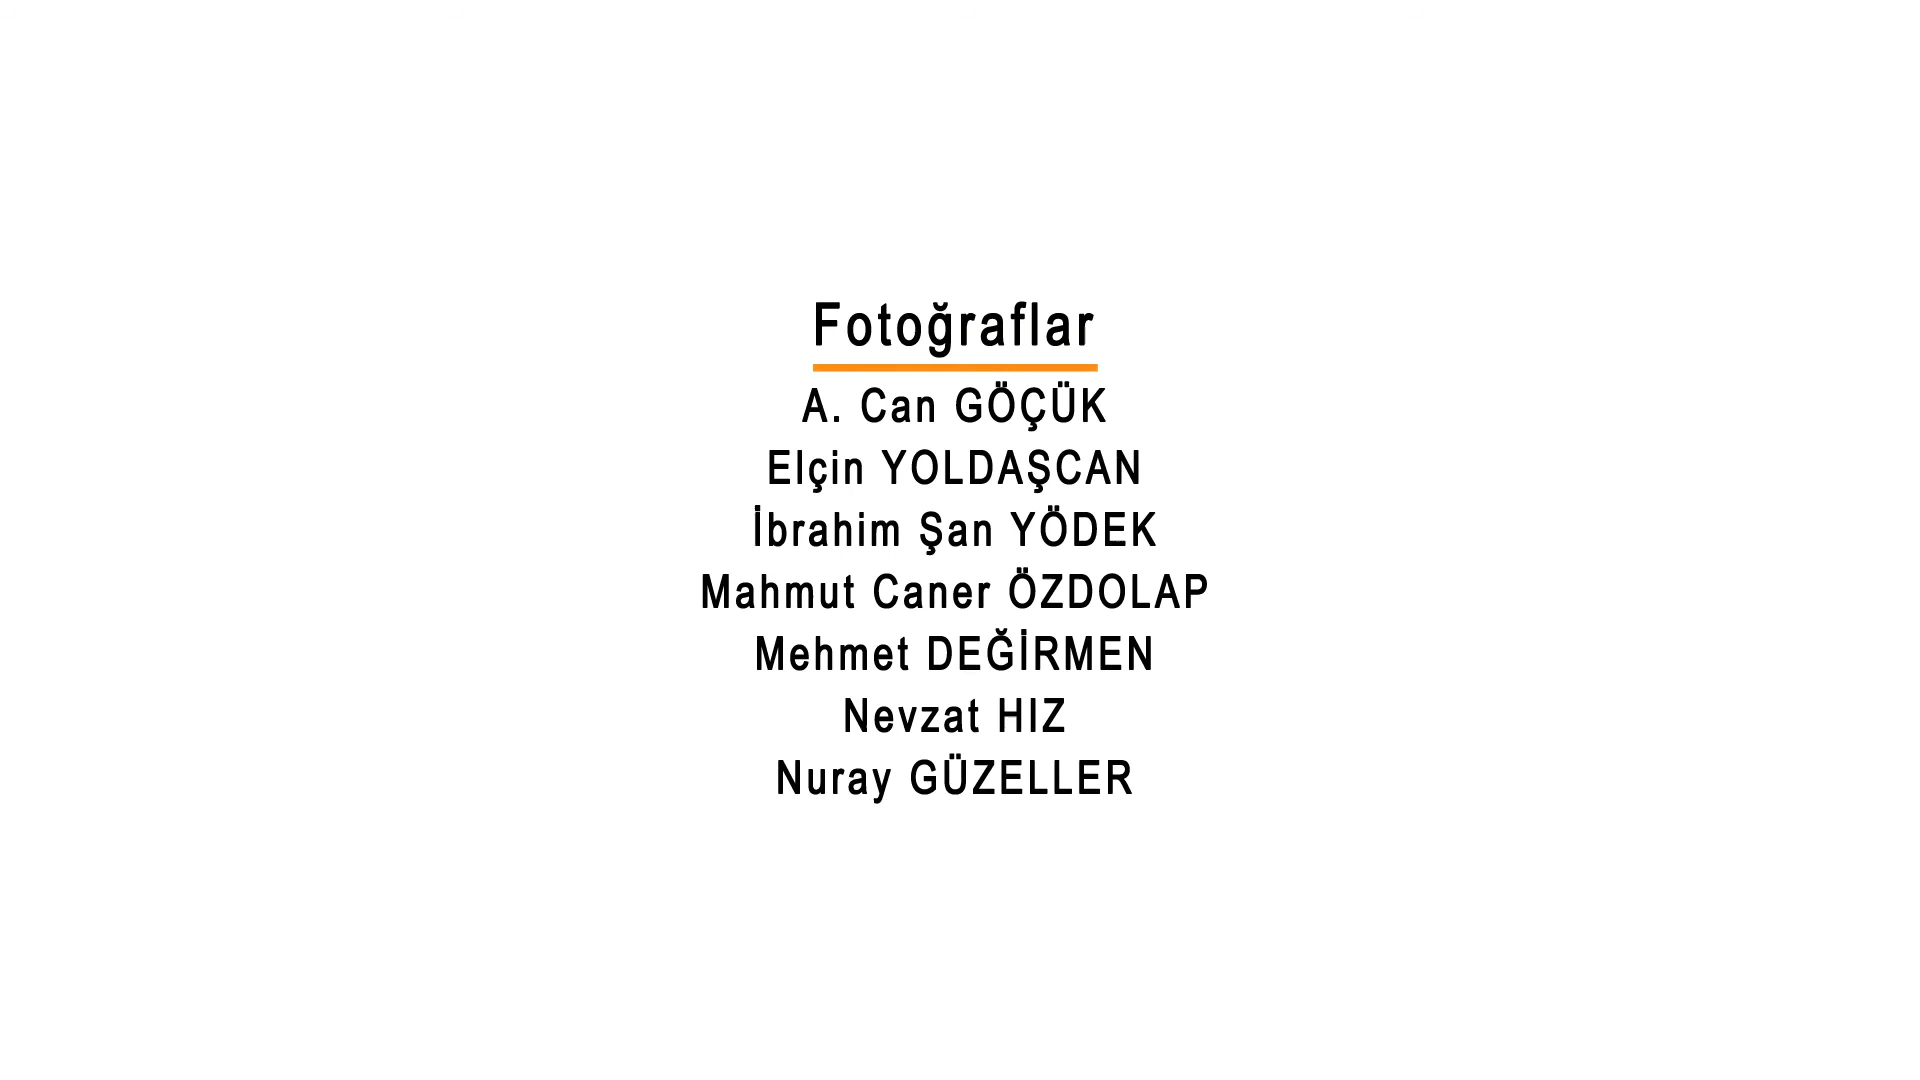 Fotoğraflar
A. Can GÖÇÜK
Elçin YOLDAŞCAN
İbrahim Şan YÖDEK
Mahmut Caner ÖZDOLAP
Mehmet DEĞİRMEN
Nevzat HIZ
Nuray GÜZELLER